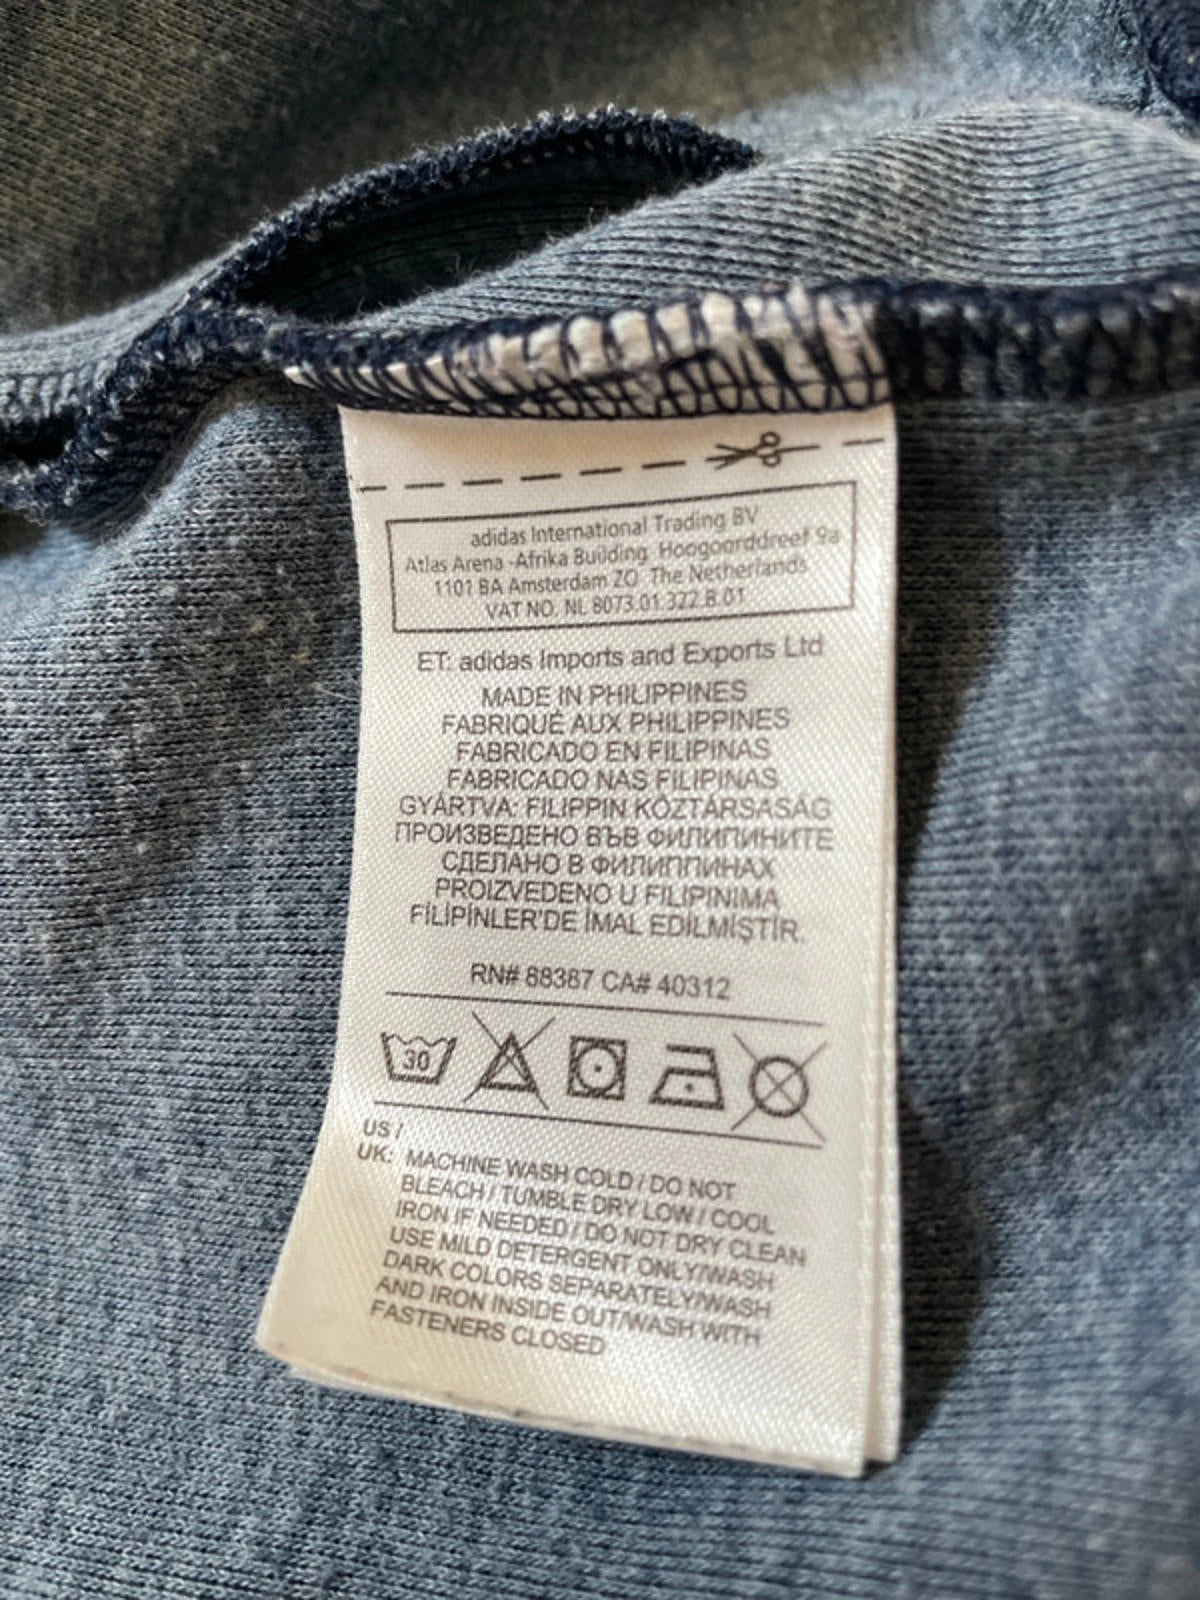 adidas International Trading BV
Atlas Arena -Afrika Building Hoogoorddreef 9a
1101 BA Amsterdam ZO The Netherlands
VAT NO. NL 8073.01.322.B.01
ET: adidas Imports and Exports Ltd
MADE IN PHILIPPINES
FABRIQUÉ AUX PHILIPPINES
FABRICADO EN FILIPINAS
FABRICADO NAS FILIPINAS
GYÁRTVA: FILIPPIN KÖZTÁRSASÁG
ПРОИЗВЕДЕНО ВЪВ ФИЛИПИНИТЕ
СДЕЛАНО В ФИЛИППИНАХ
PROIZVEDENO U FILIPINIMA
FİLİPİNLER'DE İMAL EDİLMİŞTİR.
RN# 88387 CA# 40312
30
US /
UK: MACHINE WASH COLD / DO NOT
BLEACH / TUMBLE DRY LOW / COOL
IRON IF NEEDED / DO NOT DRY CLEAN
USE MILD DETERGENT ONLY/WASH
DARK COLORS SEPARATELY/WASH
AND IRON INSIDE OUT/WASH WITH
FASTENERS CLOSED